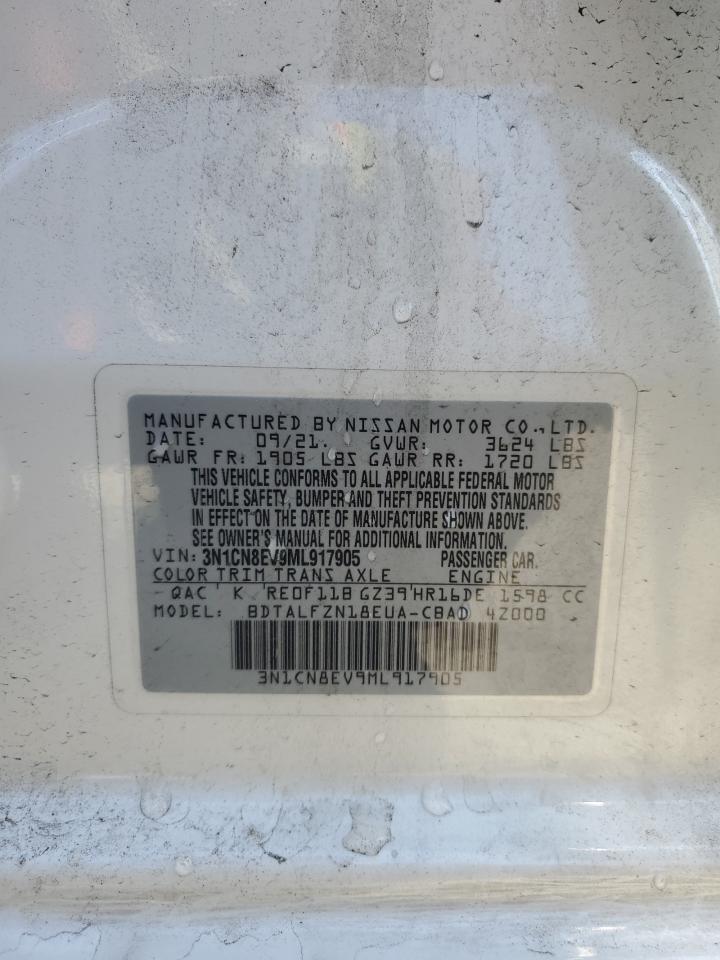 MANUFACTURED BY NISSAN MOTOR CO., LTD.
DATE: 09/21. GVWR: 3624 LBS
GAWR FR: 1905 LBS GAWR RR: 1720 LBS
THIS VEHICLE CONFORMS TO ALL APPLICABLE FEDERAL MOTOR
VEHICLE SAFETY, BUMPER AND THEFT PREVENTION STANDARDS
IN EFFECT ON THE DATE OF MANUFACTURE SHOWN ABOVE.
SEE OWNER'S MANUAL FOR ADDITIONAL INFORMATION.
VIN: 3N1CN8EV9ML917905 PASSENGER CAR.
COLOR TRIM TRANS AXLE ENGINE
QAC K RE0F11B GZ39 HR16DE 1598 CC
MODEL: BDTALFZN18EUA-CBAD 4Z000
3N1CN8EV9ML917905